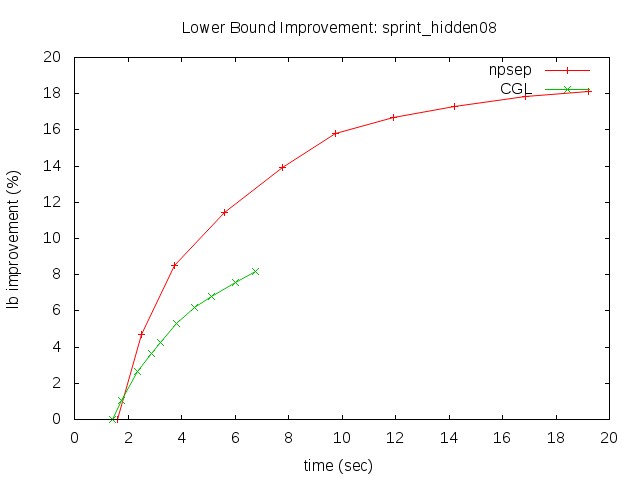 Lower Bound Improvement: sprint_hidden08
20
18
16
14
12
10
8
6
4
2
0
lb improvement (%)
npsep
CGL
0 2 4 6 8 10 12 14 16 18 20
time (sec)